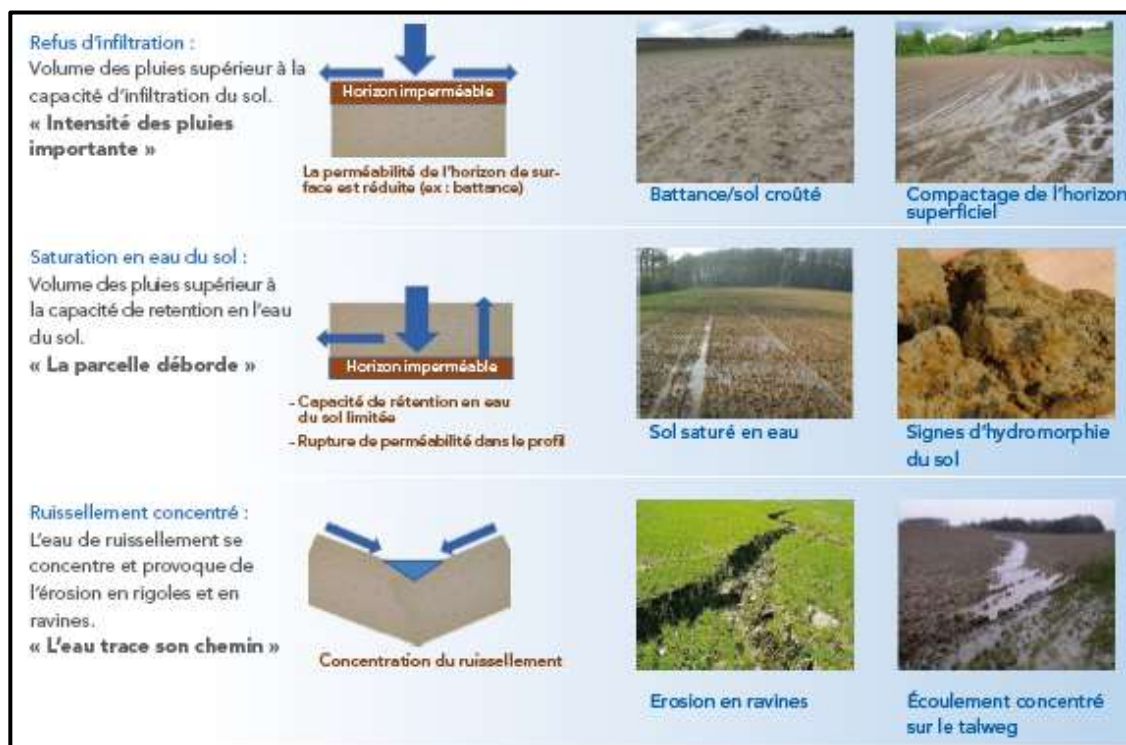 Refus d'infiltration :
Volume des pluies supérieur à la
capacité d'infiltration du sol.
« Intensité des pluies
importante »
Horizon imperméable
La perméabilité de l'horizon de sur-
face est réduite (ex : battance)
Battance/sol croûté
Compactage de l'horizon
superficiel
Saturation en eau du sol :
Volume des pluies supérieur à
la capacité de retention en l'eau
du sol.
« La parcelle déborde »
Horizon imperméable
- Capacité de rétention en eau
du sol limitée
- Rupture de perméabilité dans le profil
Sol saturé en eau
Signes d'hydromorphie
du sol
Ruissellement concentré :
L'eau de ruissellement se
concentre et provoque de
l'érosion en rigoles et en
ravines.
« L'eau trace son chemin »
Concentration du ruissellement
Erosion en ravines
Écoulement concentré
sur le talweg